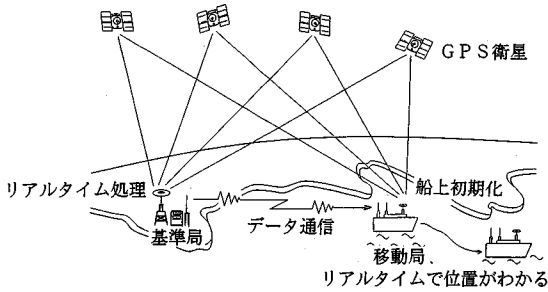 GPS衛星
リアルタイム処理
船上初期化
基準局
データ通信
移動局、
リアルタイムで位置がわかる